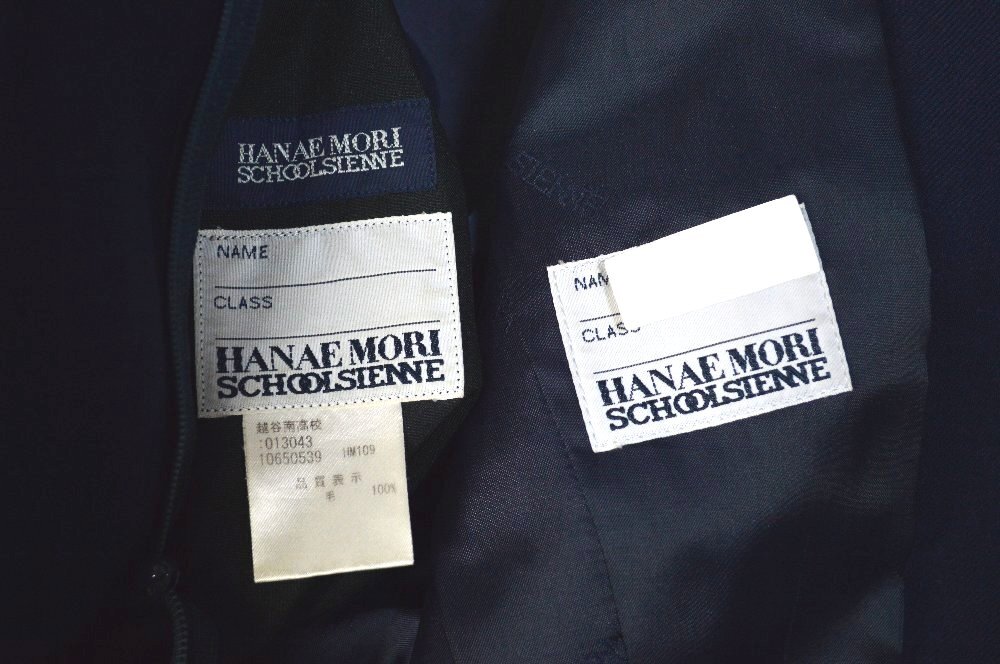 HANAE MORI
SCHOOLSIENNE
NAME
CLASS
HANAE MORI
SCHOOLSIENNE
越谷南高校
:013043
10650539 HM109
品質表示
毛 100%
SIENNE
NAM
CLASS
HANAE MORI
SCHOOLSIENNE